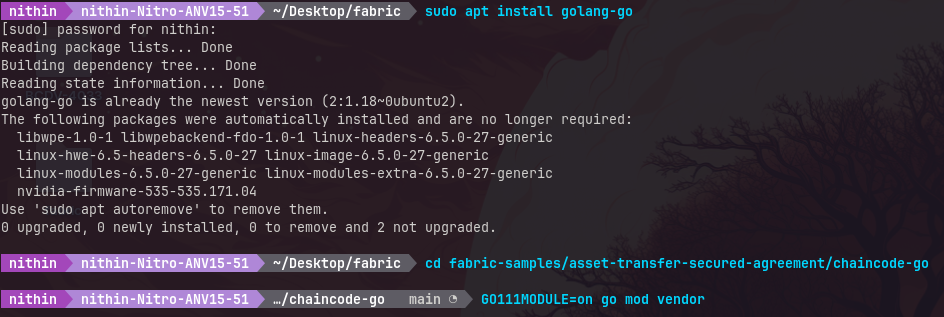 nithin nithin-Nitro-ANV15-51 ~/Desktop/fabric sudo apt install golang-go
[sudo] password for nithin:
Reading package lists... Done
Building dependency tree... Done
Reading state information... Done
golang-go is already the newest version (2:1.18~0ubuntu2).
The following packages were automatically installed and are no longer required:
  libwpe-1.0-1 libwpebackend-fdo-1.0-1 linux-headers-6.5.0-27-generic
  linux-hwe-6.5-headers-6.5.0-27 linux-image-6.5.0-27-generic
  linux-modules-6.5.0-27-generic linux-modules-extra-6.5.0-27-generic
  nvidia-firmware-535-535.171.04
Use 'sudo apt autoremove' to remove them.
0 upgraded, 0 newly installed, 0 to remove and 2 not upgraded.
nithin nithin-Nitro-ANV15-51 ~/Desktop/fabric cd fabric-samples/asset-transfer-secured-agreement/chaincode-go
nithin nithin-Nitro-ANV15-51 …/chaincode-go main GO111MODULE=on go mod vendor